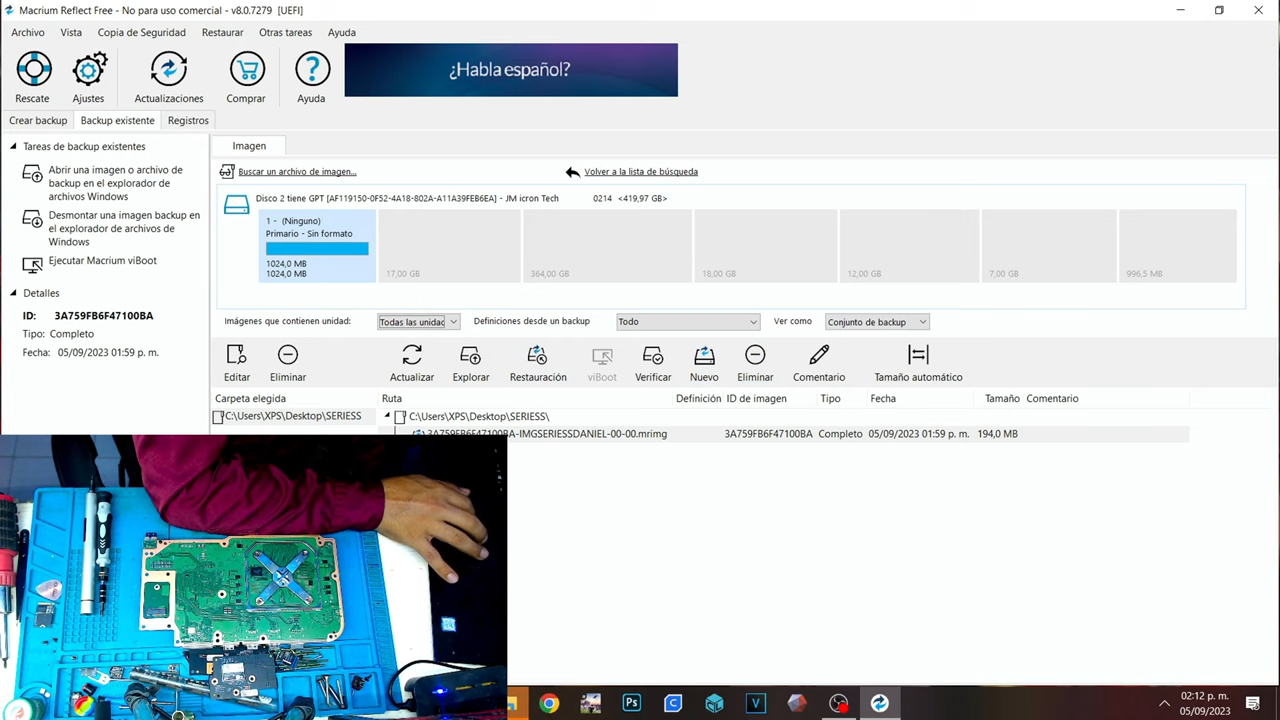 Macrium Reflect Free - No para uso comercial - v8.0.7279 [UEFI]
Archivo Vista Copia de Seguridad Restaurar Otras tareas Ayuda
¿Habla español?
Rescate Ajustes Actualizaciones Comprar Ayuda
Crear backup Backup existente Registros
Tareas de backup existentes
Abrir una imagen o archivo de
backup en el explorador de
archivos Windows
Desmontar una imagen backup en
el explorador de archivos de
Windows
Ejecutar Macrium viBoot
Detalles
ID: 3A759FB6F47100BA
Tipo: Completo
Fecha: 05/09/2023 01:59 p. m.
Imagen
Buscar un archivo de imagen... Volver a la lista de búsqueda
Disco 2 tiene GPT [AF119150-0F52-4A18-802A-A11A39FEB6EA] - JM icron Tech 0214 <419,97 GB>
1 - (Ninguno)
Primario - Sin formato
1024,0 MB
1024,0 MB
17,00 GB 364,00 GB 18,00 GB 12,00 GB 7,00 GB 996,5 MB
Imágenes que contienen unidad: Todas las unidac Definiciones desde un backup Todo Ver como Conjunto de backup
Editar Eliminar Actualizar Explorar Restauración viBoot Verificar Nuevo Eliminar Comentario Tamaño automático
Carpeta elegida Ruta Definición ID de imagen Tipo Fecha Tamaño Comentario
C:\Users\XPS\Desktop\SERIESS C:\Users\XPS\Desktop\SERIESS\
3A759FB6F47100BA-IMGSERIESSDANIEL-00-00.mrimg 3A759FB6F47100BA Completo 05/09/2023 01:59 p. m. 194,0 MB
Ps V
02:12 p. m.
05/09/2023